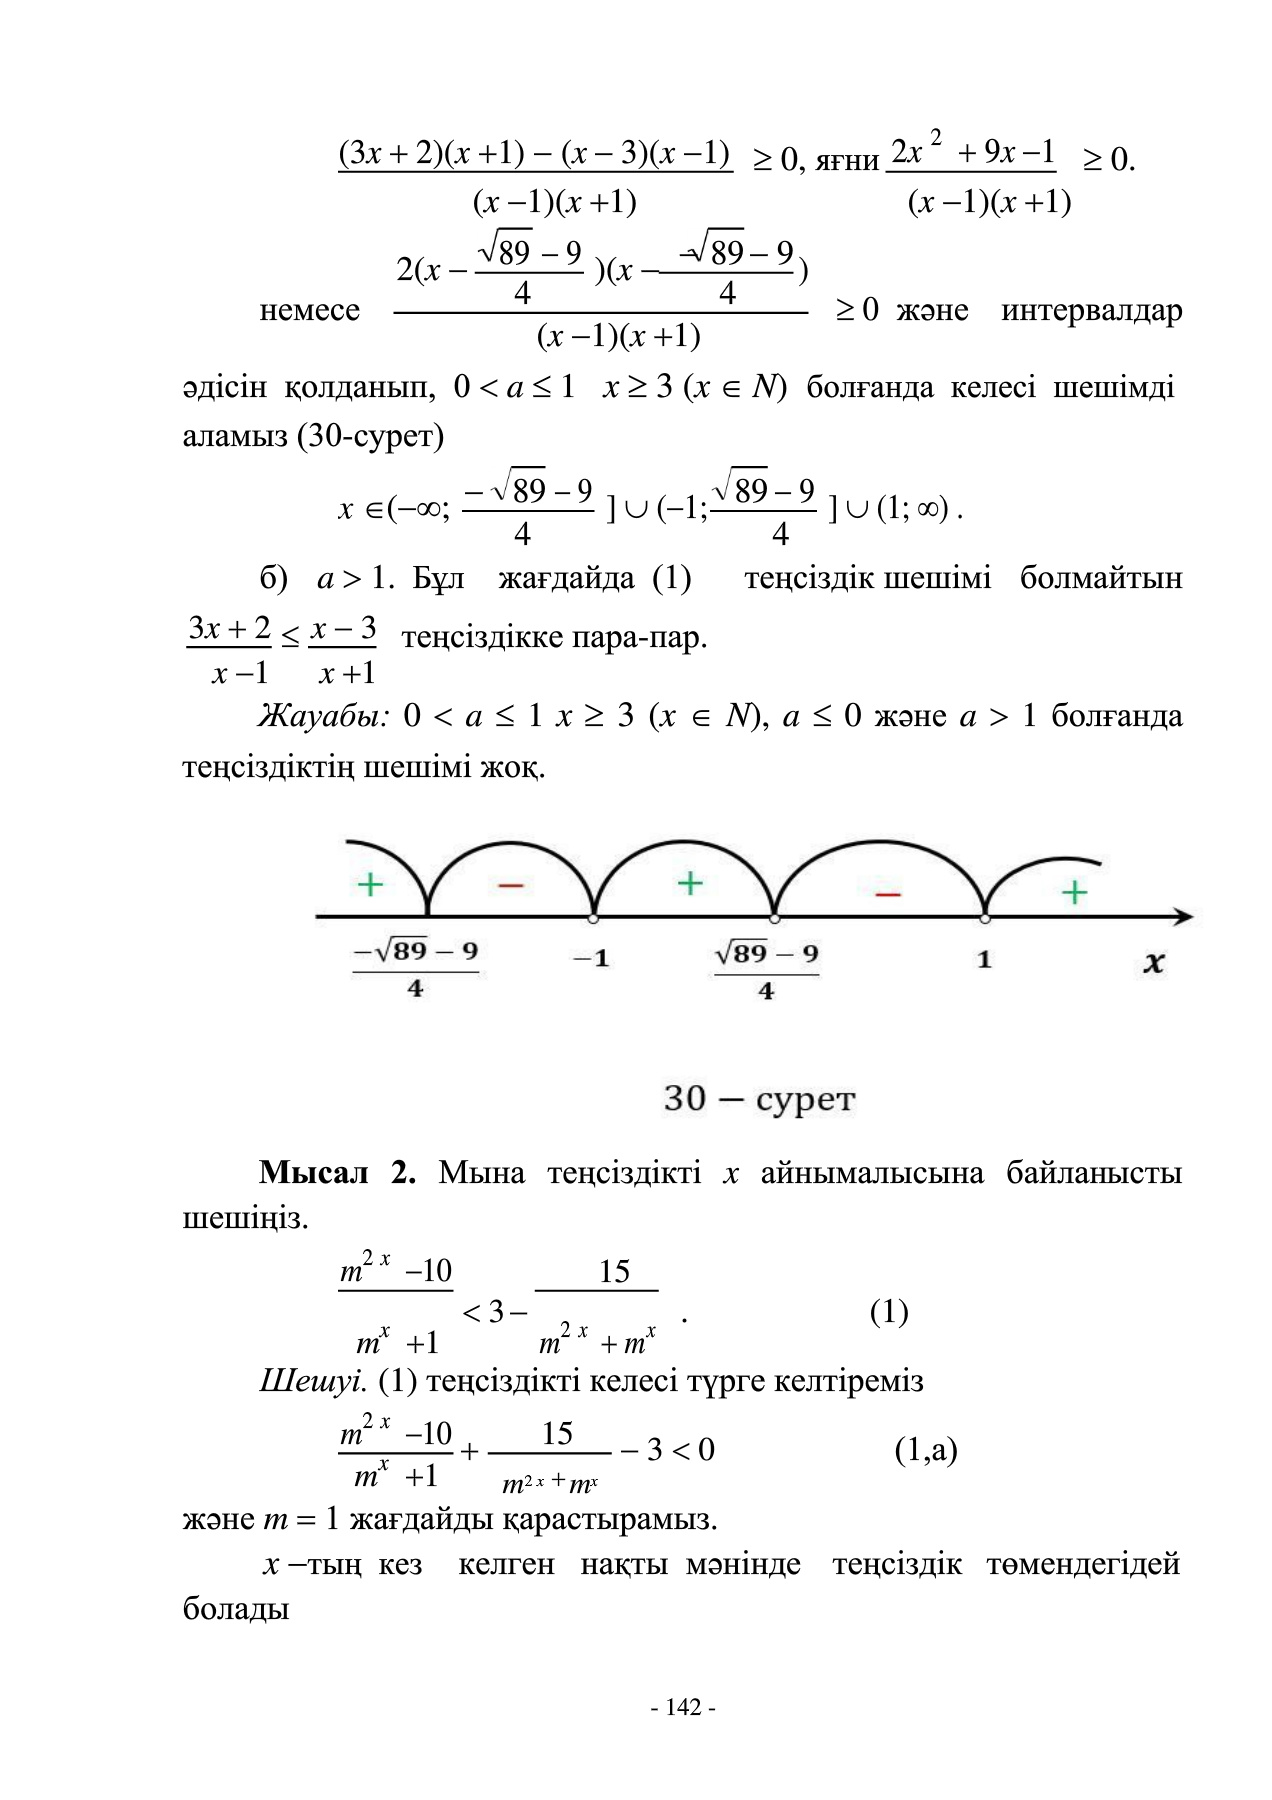 (3x + 2)(x +1) − (x − 3)(x −1) / (x −1)(x +1) ≥ 0, яғни 2x² + 9x −1 / (x −1)(x +1) ≥ 0.
немесе 2(x − (√89 − 9)/4 )(x − (−√89 − 9)/4) / (x −1)(x +1) ≥ 0 және интервалдар
әдісін қолданып, 0 < a ≤ 1 x ≥ 3 (x ∈ N) болғанда келесі шешімді
аламыз (30-сурет)
x ∈(−∞; (−√89 − 9)/4 ] ∪ (−1; (√89 − 9)/4 ] ∪ (1; ∞) .
б) a > 1. Бұл жағдайда (1) теңсіздік шешімі болмайтын
(3x + 2)/(x −1) ≤ (x − 3)/(x +1) теңсіздікке пара-пар.
Жауабы: 0 < a ≤ 1 x ≥ 3 (x ∈ N), a ≤ 0 және a > 1 болғанда
теңсіздіктің шешімі жоқ.
+ − + − +
(−√89 − 9)/4 −1 (√89 − 9)/4 1 x
30 − сурет
Мысал 2. Мына теңсіздікті x айнымалысына байланысты
шешіңіз.
(m^{2x} −10)/(m^x +1) < 3 − 15/(m^{2x} + m^x) . (1)
Шешуі. (1) теңсіздікті келесі түрге келтіреміз
(m^{2x} −10)/(m^x +1) + 15/(m^{2x} + m^x) − 3 < 0 (1,a)
және m = 1 жағдайды қарастырамыз.
x −тың кез келген нақты мәнінде теңсіздік төмендегідей
болады
- 142 -